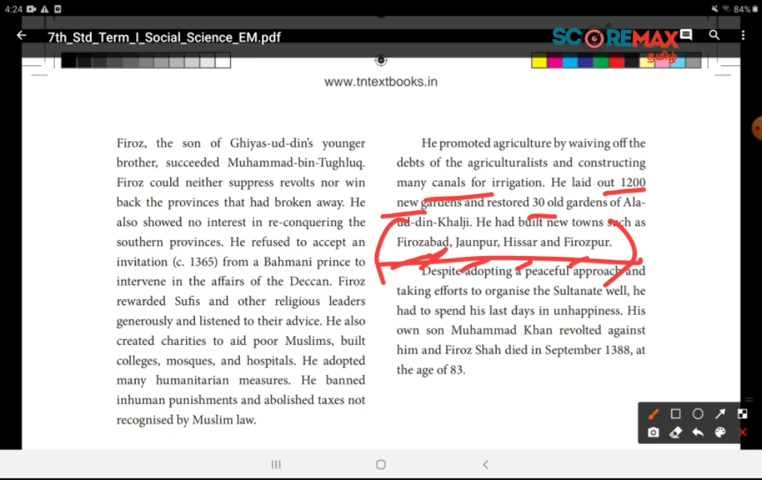 4:24
84%
7th_Std_Term_I_Social_Science_EM.pdf
SCOREMAX
தமிழ்
www.tntextbooks.in
Firoz, the son of Ghiyas-ud-din's younger
brother, succeeded Muhammad-bin-Tughluq.
Firoz could neither suppress revolts nor win
back the provinces that had broken away. He
also showed no interest in re-conquering the
southern provinces. He refused to accept an
invitation (c. 1365) from a Bahmani prince to
intervene in the affairs of the Deccan. Firoz
rewarded Sufis and other religious leaders
generously and listened to their advice. He also
created charities to aid poor Muslims, built
colleges, mosques, and hospitals. He adopted
many humanitarian measures. He banned
inhuman punishments and abolished taxes not
recognised by Muslim law.
He promoted agriculture by waiving off the
debts of the agriculturalists and constructing
many canals for irrigation. He laid out 1200
new gardens and restored 30 old gardens of Ala-
ud-din-Khalji. He had built new towns such as
Firozabad, Jaunpur, Hissar and Firozpur.
Despite adopting a peaceful approach and
taking efforts to organise the Sultanate well, he
had to spend his last days in unhappiness. His
own son Muhammad Khan revolted against
him and Firoz Shah died in September 1388, at
the age of 83.